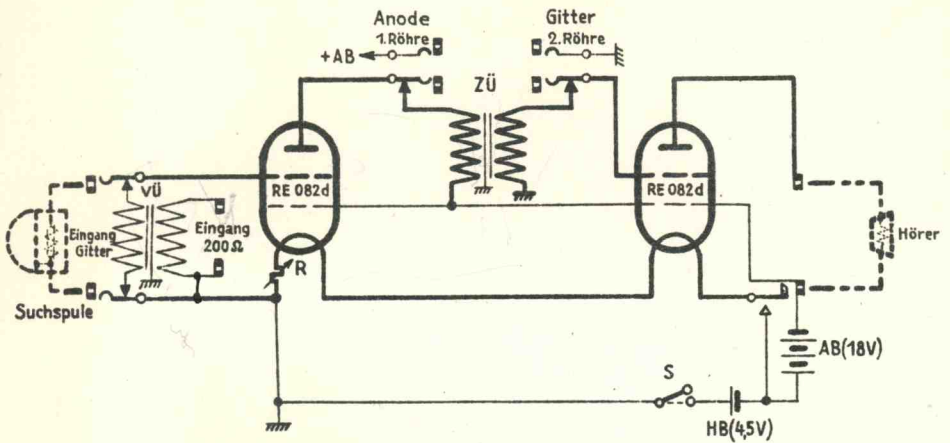 Anode
1.Röhre
+AB
Gitter
2.Röhre
ZÜ
VÜ
RE 082d
RE 082d
Eingang
Gitter
Eingang
200Ω
R
Hörer
Suchspule
AB(18V)
S
HB(4,5V)